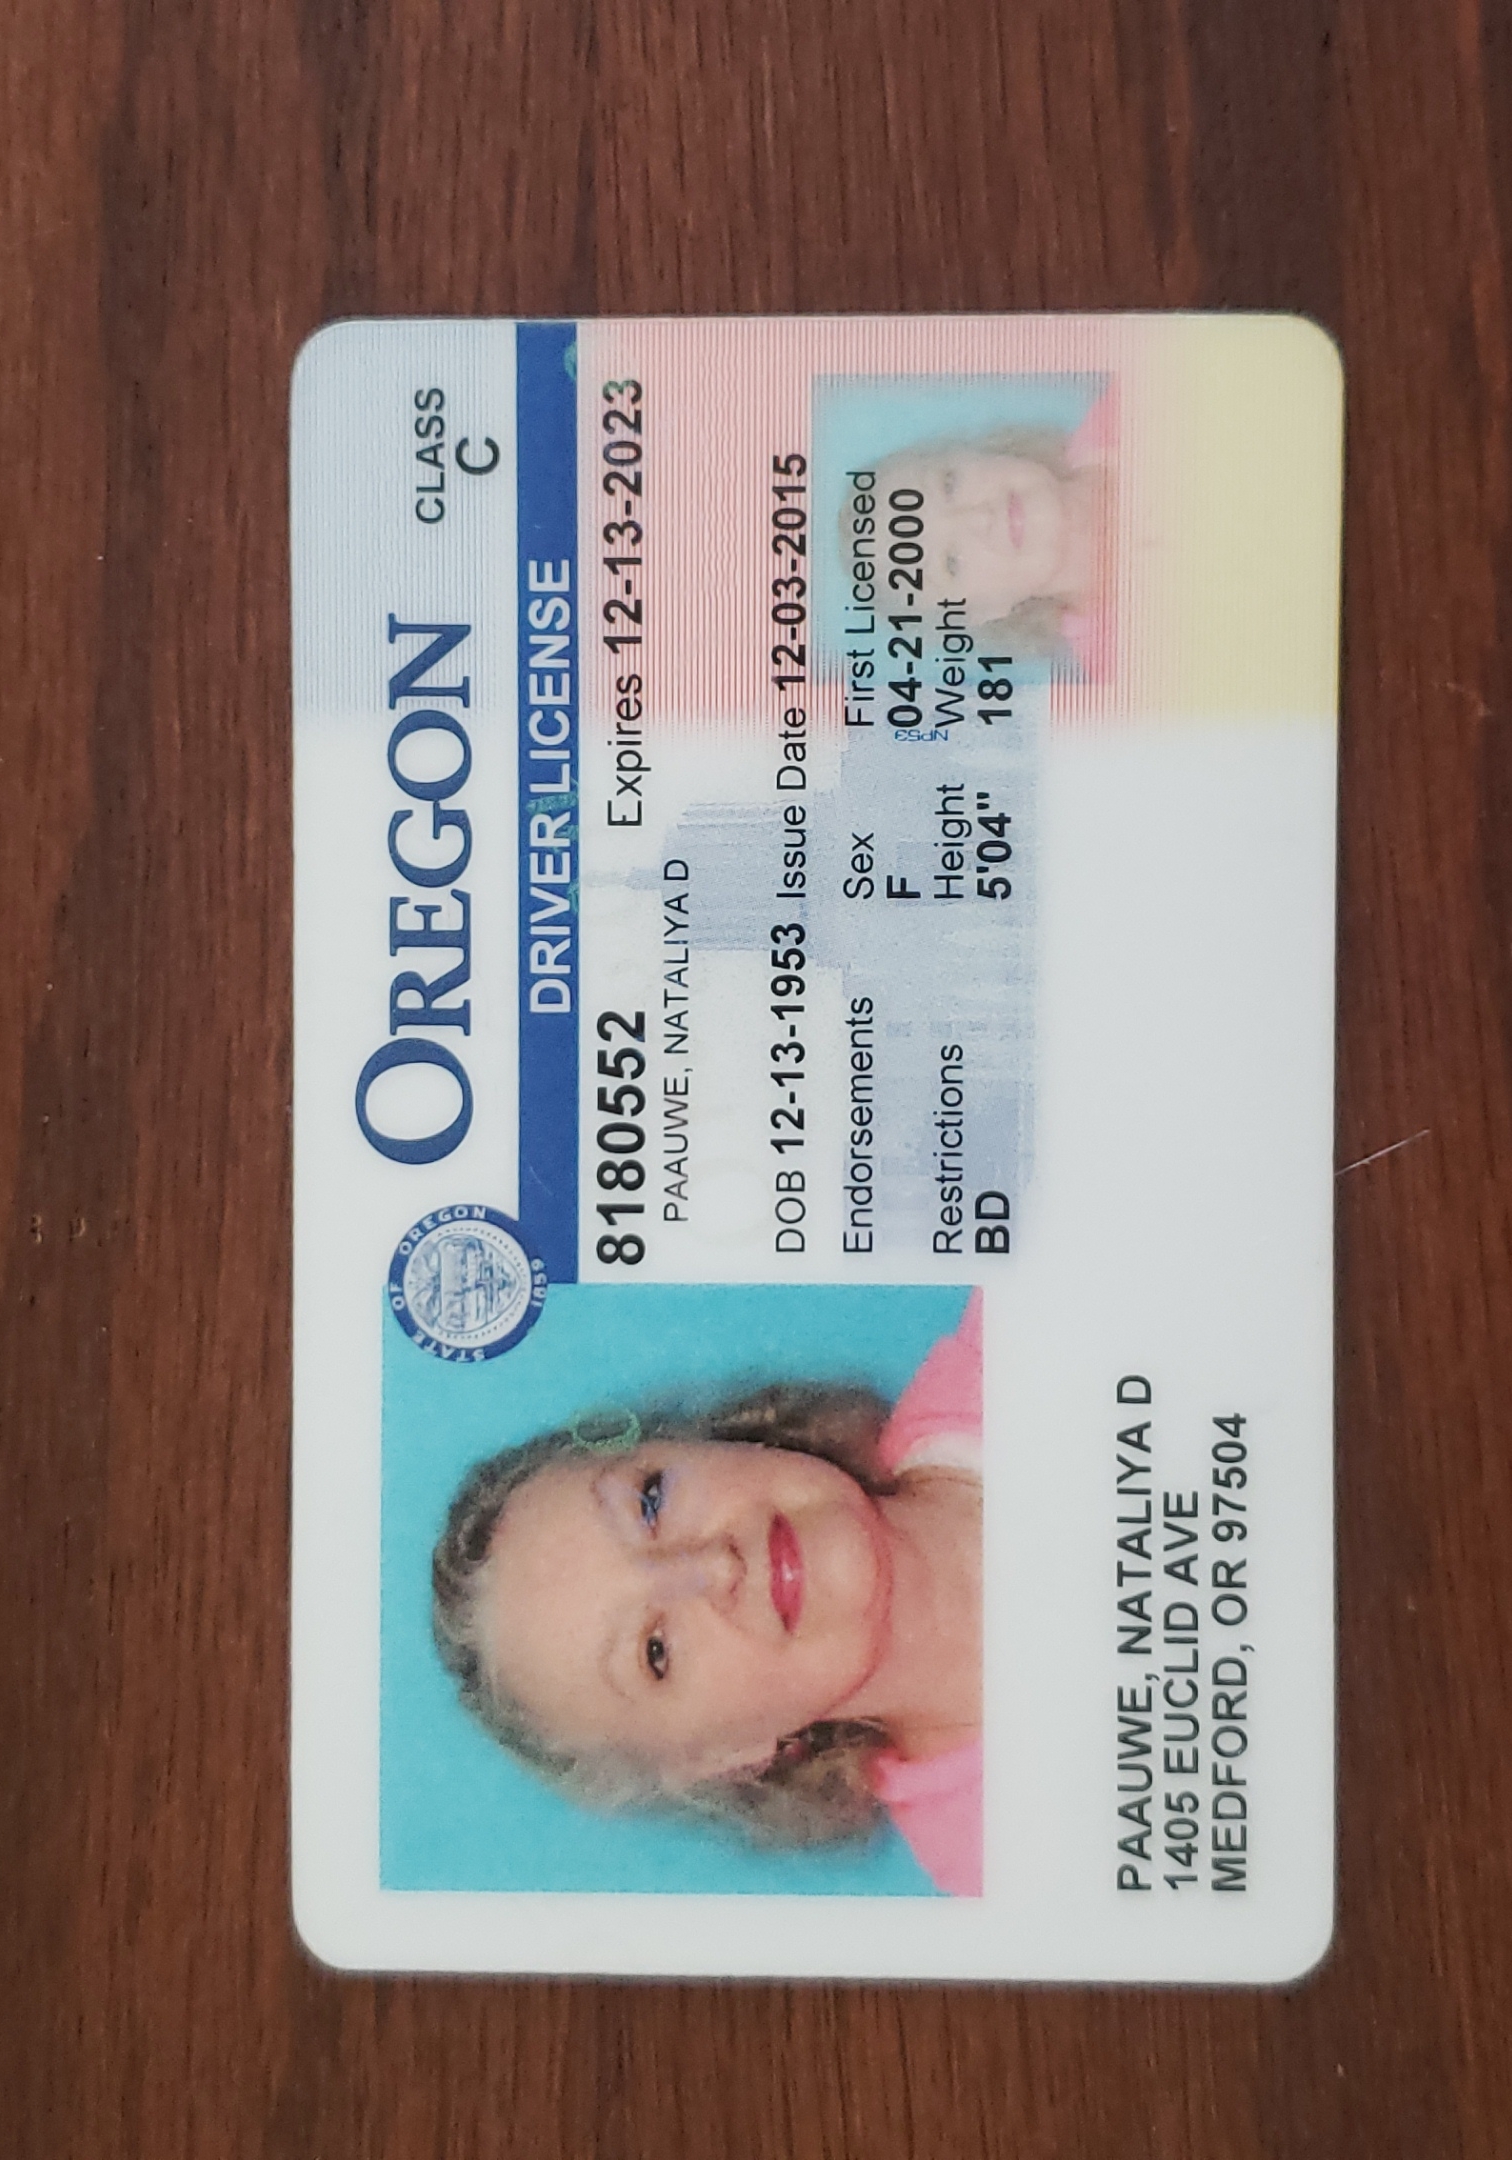 STATE OF OREGON
1859
OREGON
CLASS
C
DRIVER LICENSE
8180552 Expires 12-13-2023
PAAUWE, NATALIYA D
DOB 12-13-1953 Issue Date 12-03-2015
Endorsements Sex First Licensed
F 04-21-2000
Restrictions Height Weight
BD 5'04" 181
NP53
PAAUWE, NATALIYA D
1405 EUCLID AVE
MEDFORD, OR 97504